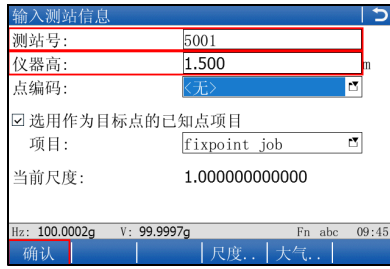 输入测站信息
测站号: 5001
仪器高: 1.500 m
点编码: <无>
选用作为目标点的已知点项目
项目: fixpoint job
当前尺度: 1.000000000000
Hz: 100.0002g V: 99.9997g Fn abc 09:45
确认 尺度.. 大气..